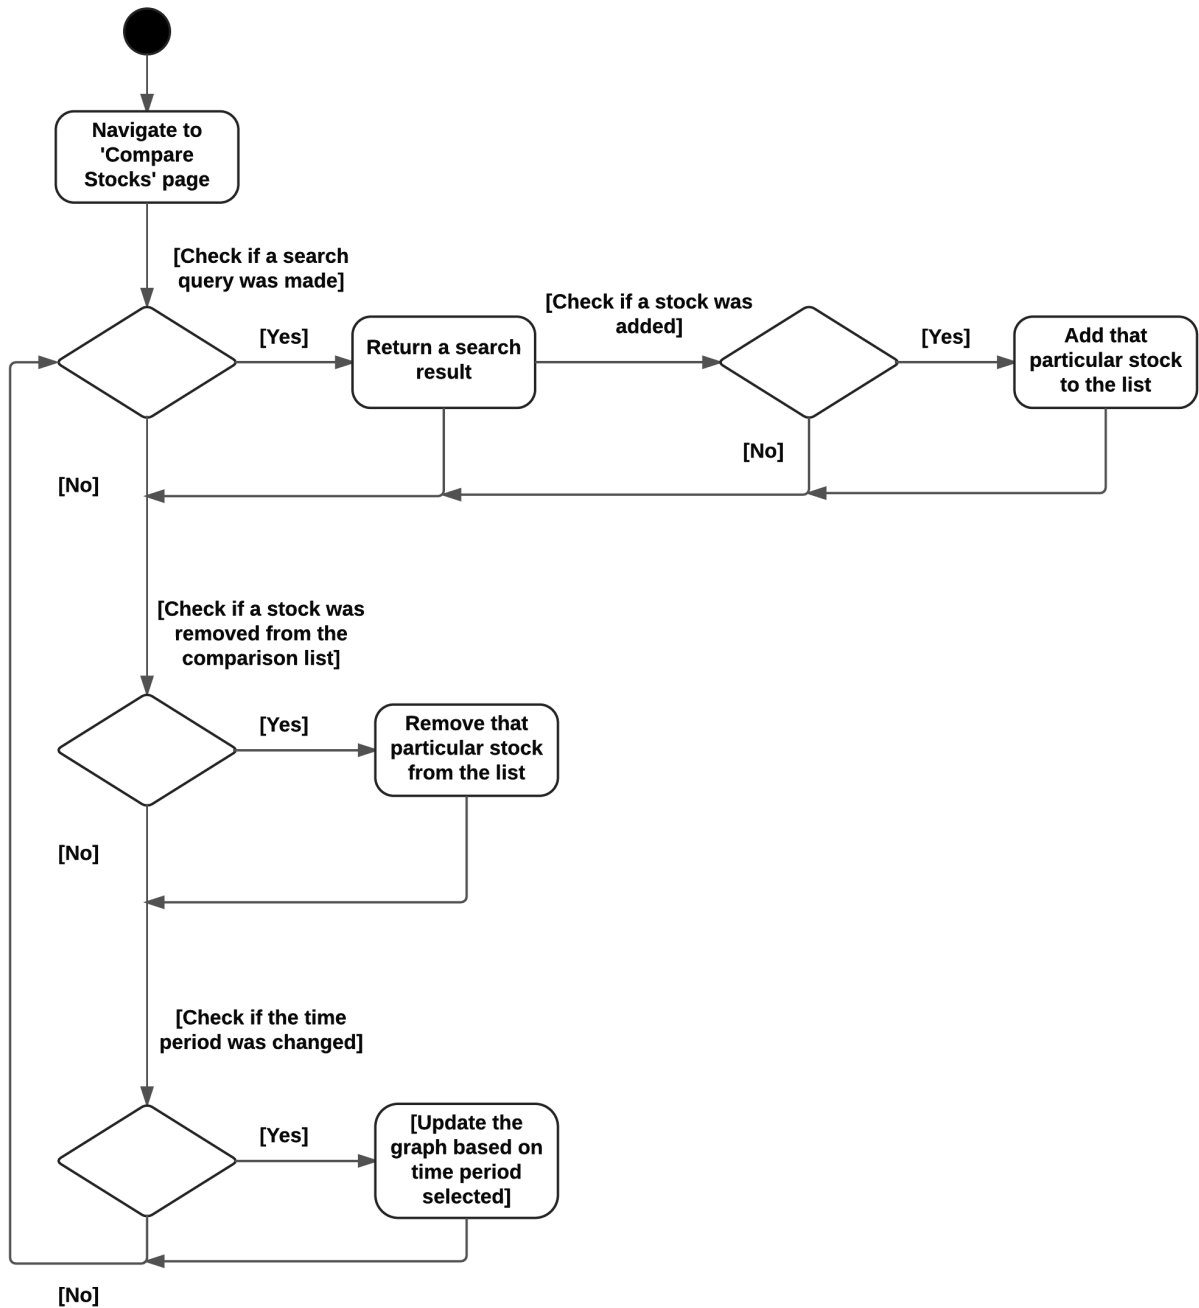 Navigate to
'Compare
Stocks' page
[Check if a search
query was made]
[Yes]
Return a search
result
[Check if a stock was
added]
[Yes]
Add that
particular stock
to the list
[No]
[No]
[Check if a stock was
removed from the
comparison list]
[Yes]
Remove that
particular stock
from the list
[No]
[Check if the time
period was changed]
[Yes]
[Update the
graph based on
time period
selected]
[No]